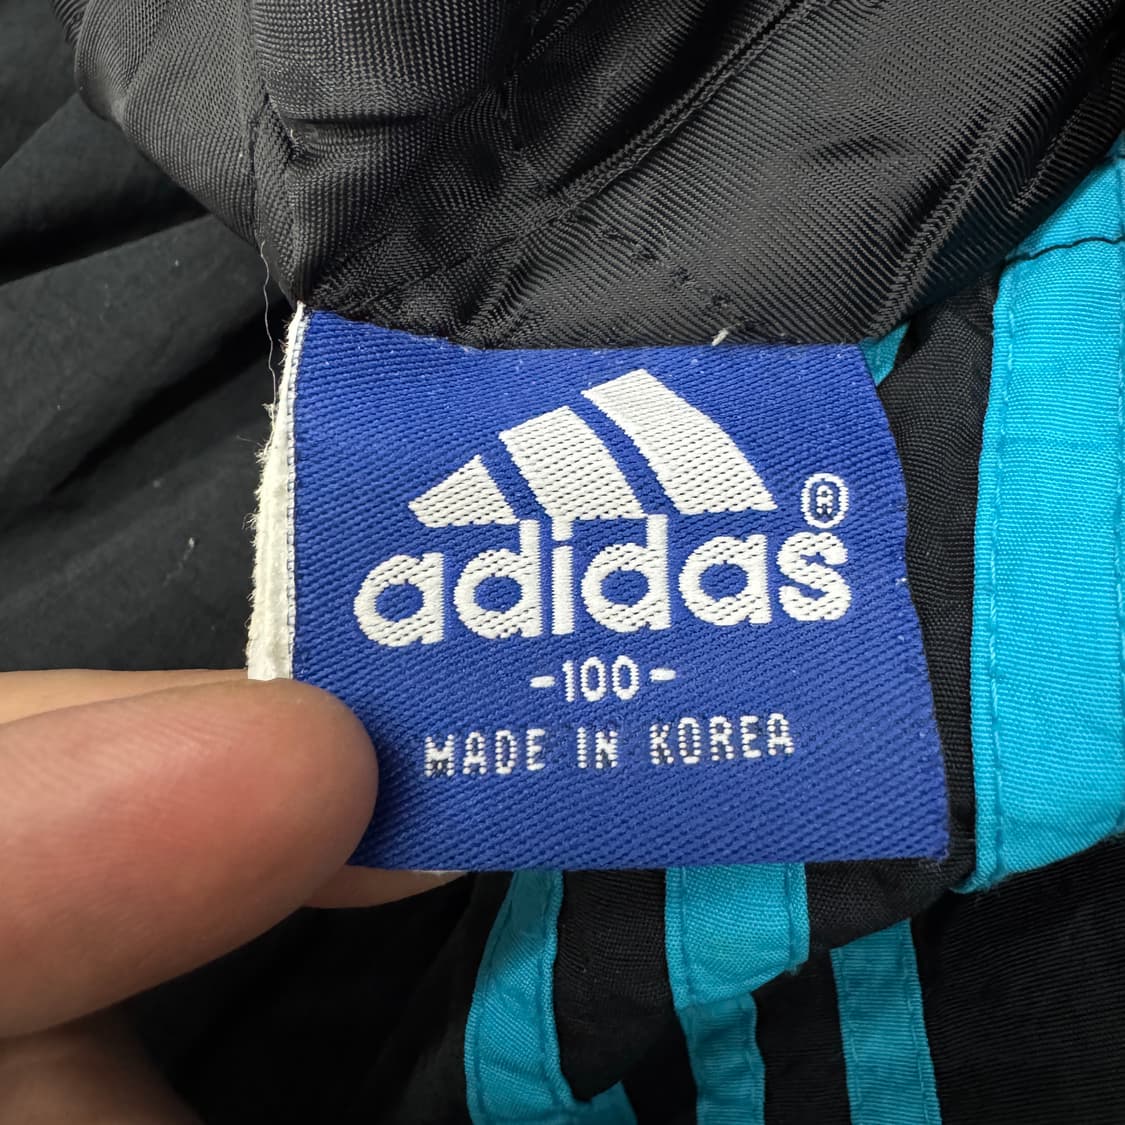 adidas®
-100-
MADE IN KOREA